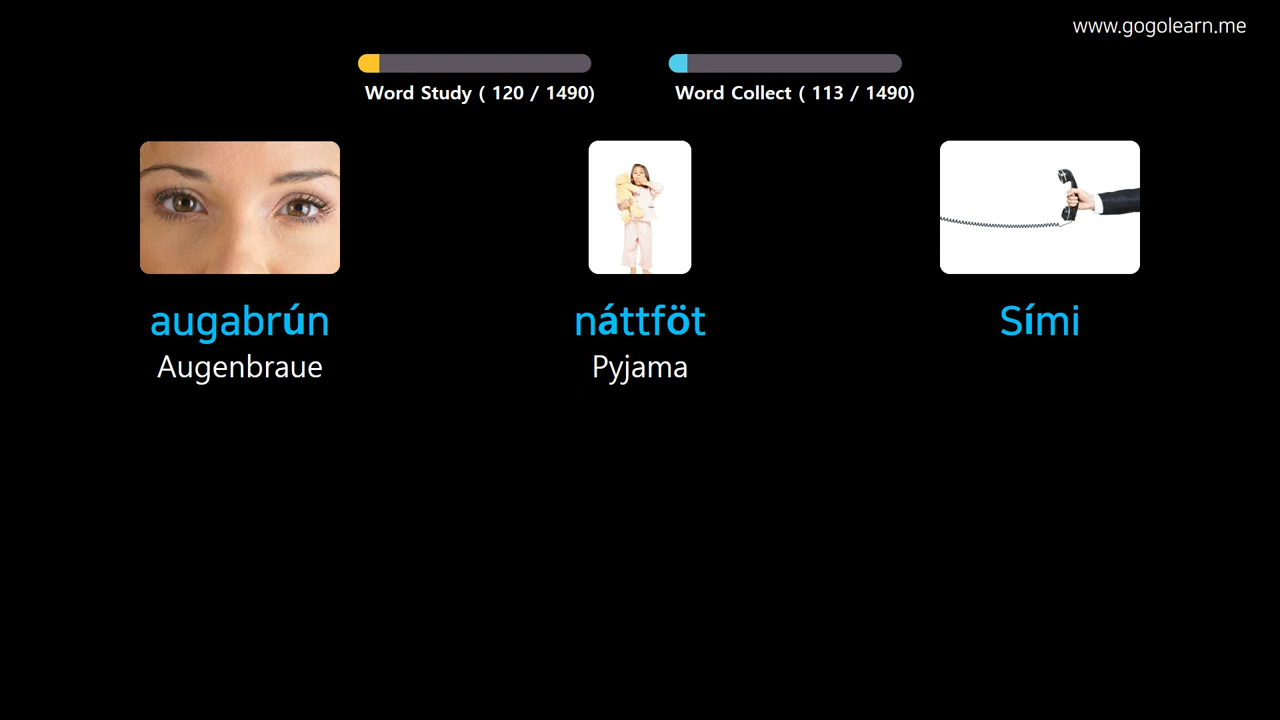 www.gogolearn.me
Word Study ( 120 / 1490)
Word Collect ( 113 / 1490)
augabrún
náttföt
Sími
Augenbraue
Pyjama